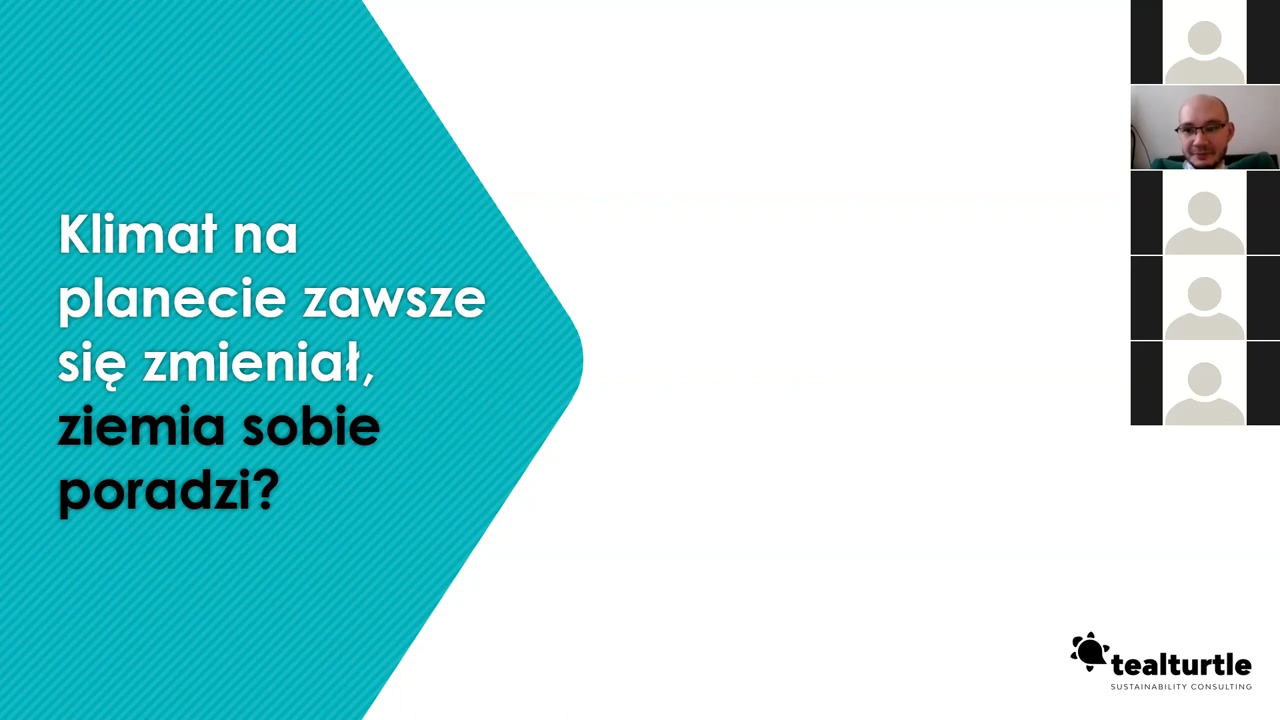 Klimat na
planecie zawsze
się zmieniał,
ziemia sobie
poradzi?
tealturtle
SUSTAINABILITY CONSULTING